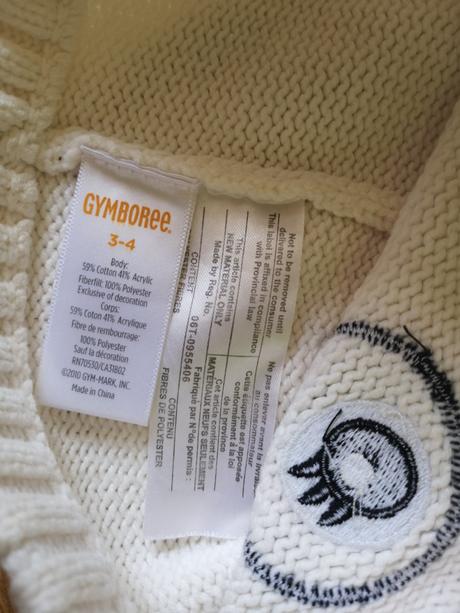 GYMBOREE®
3-4
Body:
59% Cotton 41% Acrylic
Fiberfill: 100% Polyester
Exclusive of decoration
Corps:
59% Coton 41% Acrylique
Fibre de rembourrage:
100% Polyester
Sauf la décoration
RN70530/CA31802
©2010 GYM-MARK, INC.
Made in China
Not to be removed until
delivered to the consumer
This label is affixed in compliance
with Provincial law
This article contains
NEW MATERIAL ONLY
Made by Reg. No.
06T-0955406
CONTENT
FIBRES
Ne pas enlever avant la
au consommateur
Cette étiquette est apposée
conformément à la loi
de la province
Cet article contient des
MATÉRIAUX NEUFS SEULEMENT
Fabriqué par N° de permis :
CONTENU
FIBRES DE POLYESTER